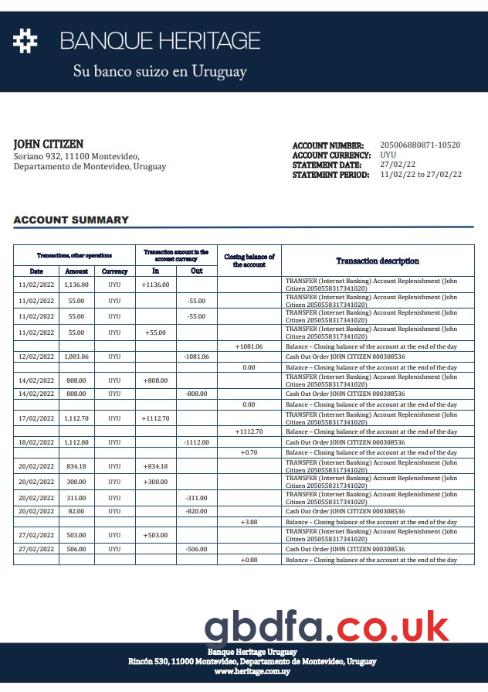 BANQUE HERITAGE
Su banco suizo en Uruguay
JOHN CITIZEN
Soriano 932, 11100 Montevideo,
Departamento de Montevideo, Uruguay
ACCOUNT NUMBER: 205006880871-10520
ACCOUNT CURRENCY: UYU
STATEMENT DATE: 27/02/22
STATEMENT PERIOD: 11/02/22 to 27/02/22
ACCOUNT SUMMARY
Transactions, other operations
Transaction amount in the account currency
Closing balance of the account
Transaction description
Date Amount Currency In Out
11/02/2022 1,136.00 UYU +1136.00 TRANSFER (Internet Banking) Account Replenishment (John
Citizen 2050558317341020)
11/02/2022 55.00 UYU -55.00 TRANSFER (Internet Banking) Account Replenishment (John
Citizen 2050558317341020)
11/02/2022 55.00 UYU -55.00 TRANSFER (Internet Banking) Account Replenishment (John
Citizen 2050558317341020)
11/02/2022 55.00 UYU +55.00 TRANSFER (Internet Banking) Account Replenishment (John
Citizen 2050558317341020)
+1081.06 Balance – Closing balance of the account at the end of the day
12/02/2022 1,081.06 UYU -1081.06 Cash Out Order JOHN CITIZEN 000308536
0.00 Balance – Closing balance of the account at the end of the day
14/02/2022 808.00 UYU +808.00 TRANSFER (Internet Banking) Account Replenishment (John
Citizen 2050558317341020)
14/02/2022 808.00 UYU -808.00 Cash Out Order JOHN CITIZEN 000308536
0.00 Balance – Closing balance of the account at the end of the day
17/02/2022 1,112.70 UYU +1112.70 TRANSFER (Internet Banking) Account Replenishment (John
Citizen 2050558317341020)
+1112.70 Balance – Closing balance of the account at the end of the day
18/02/2022 1,112.00 UYU -1112.00 Cash Out Order JOHN CITIZEN 000308536
+0.70 Balance – Closing balance of the account at the end of the day
20/02/2022 834.18 UYU +834.18 TRANSFER (Internet Banking) Account Replenishment (John
Citizen 2050558317341020)
20/02/2022 300.00 UYU +300.00 TRANSFER (Internet Banking) Account Replenishment (John
Citizen 2050558317341020)
20/02/2022 311.00 UYU -311.00 TRANSFER (Internet Banking) Account Replenishment (John
Citizen 2050558317341020)
20/02/2022 82.00 UYU -820.00 Cash Out Order JOHN CITIZEN 000308536
+3.88 Balance – Closing balance of the account at the end of the day
27/02/2022 503.00 UYU +503.00 TRANSFER (Internet Banking) Account Replenishment (John
Citizen 2050558317341020)
27/02/2022 506.00 UYU -506.00 Cash Out Order JOHN CITIZEN 000308536
+0.88 Balance – Closing balance of the account at the end of the day
gbdfa.co.uk
Banque Heritage Uruguay
Rincón 530, 11000 Montevideo, Departamento de Montevideo, Uruguay
www.heritage.com.uy